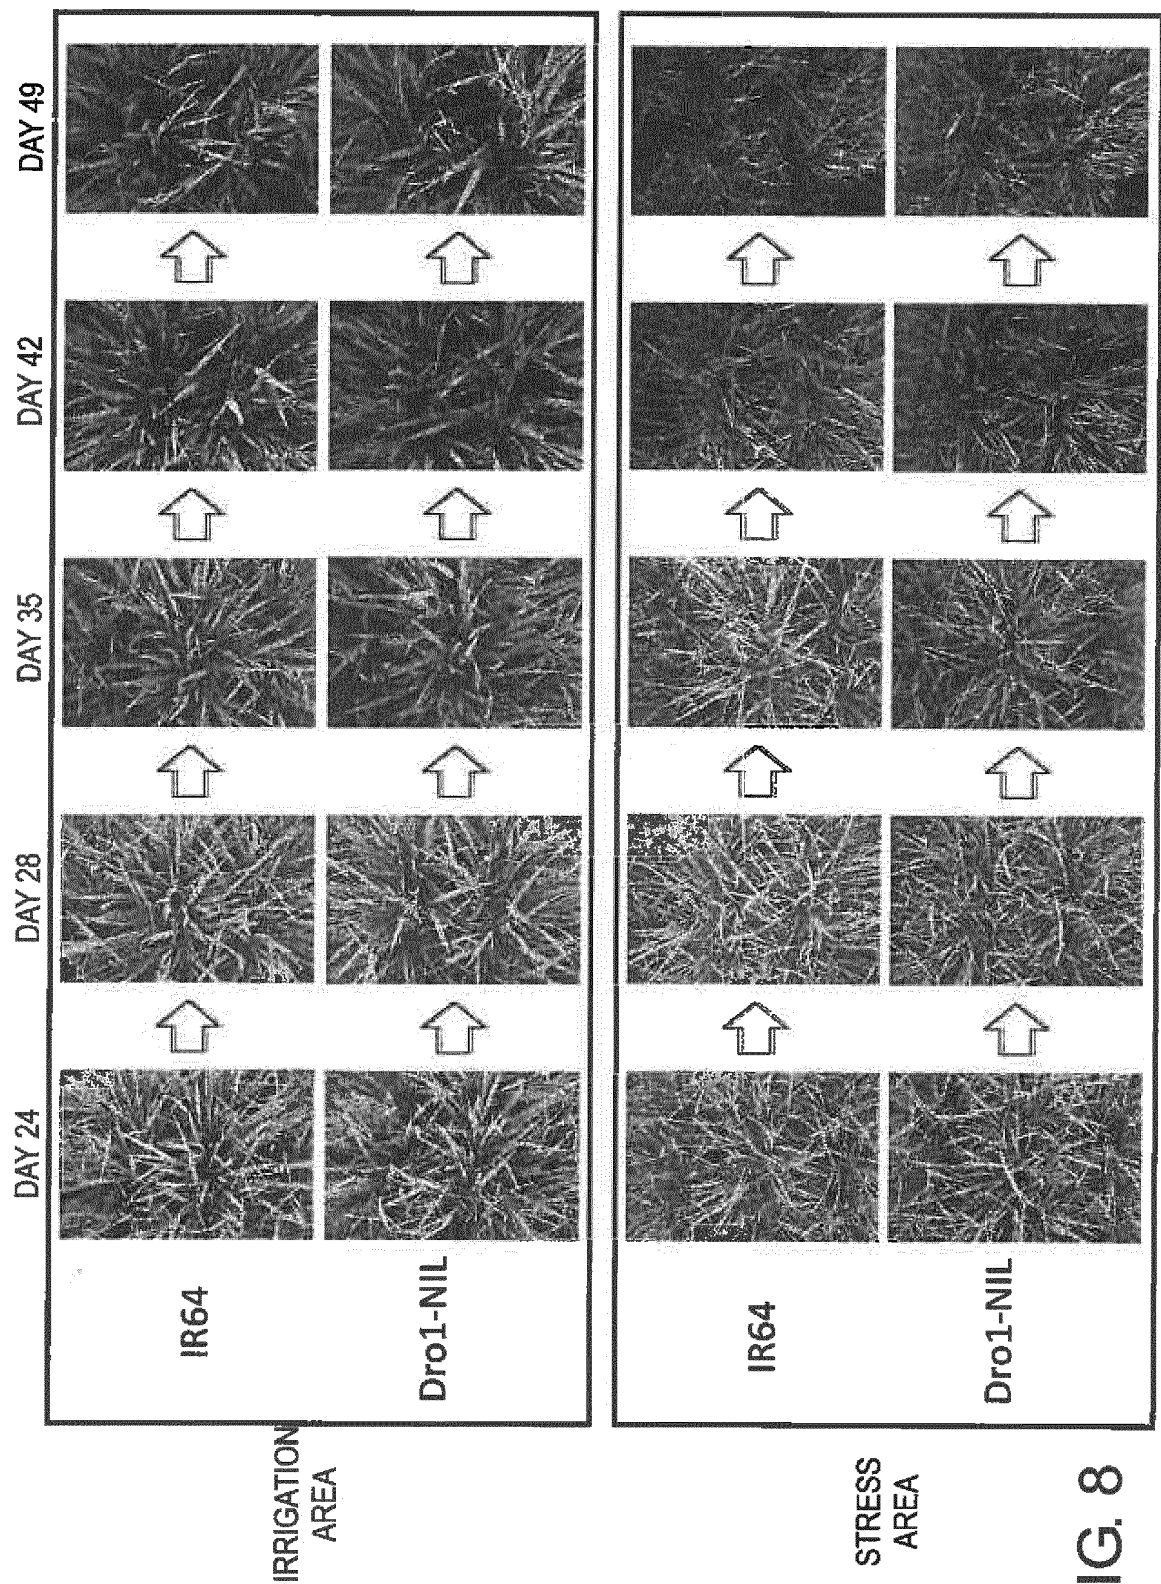 DAY 24
DAY 28
DAY 35
DAY 42
DAY 49
IRRIGATION
AREA
IR64
Dro1-NIL
STRESS
AREA
IR64
Dro1-NIL
IG. 8